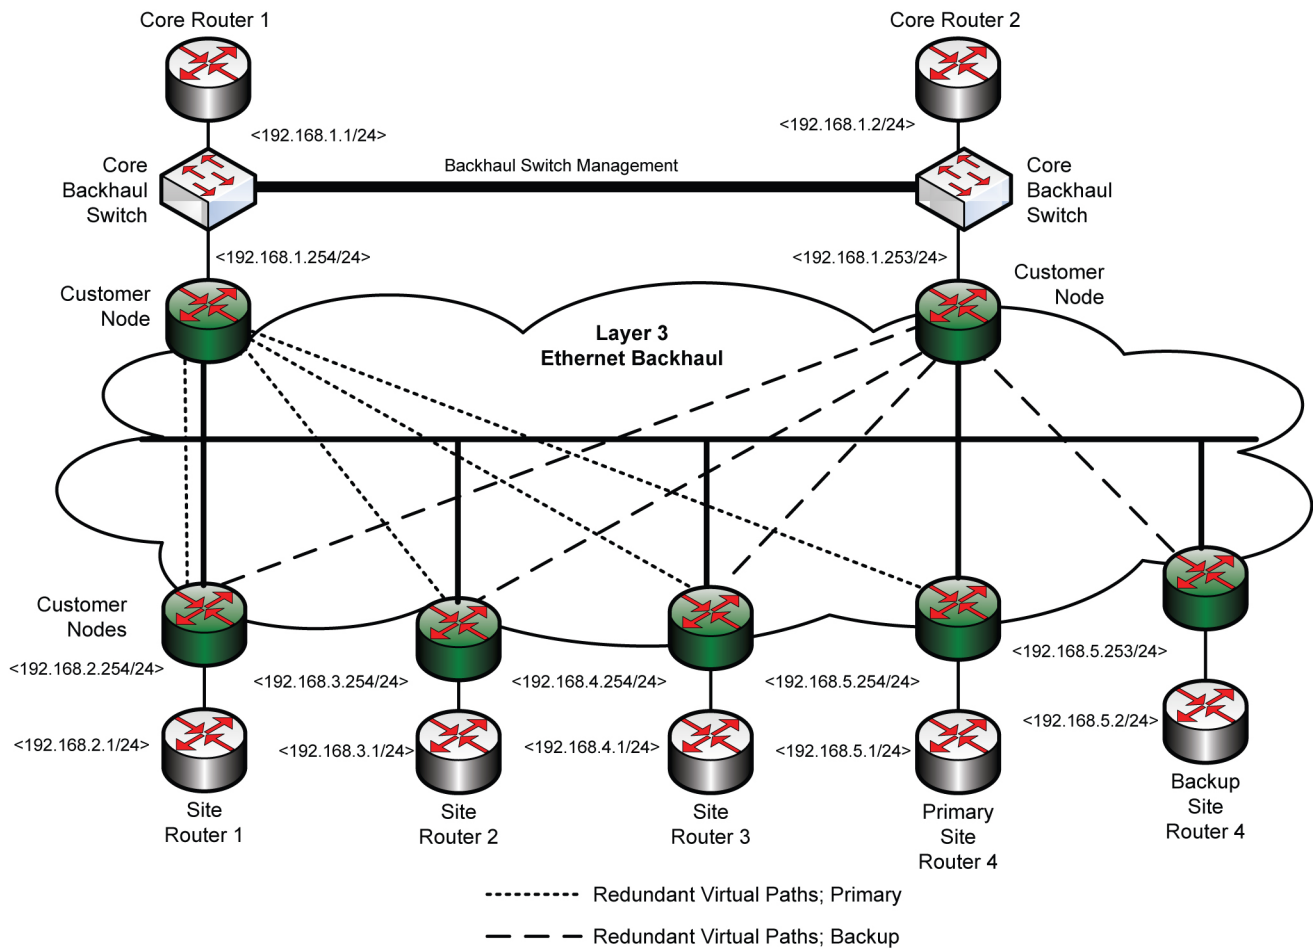 Core Router 1
Core Router 2
<192.168.1.1/24>
<192.168.1.2/24>
Core
Backhaul
Switch
Backhaul Switch Management
Core
Backhaul
Switch
<192.168.1.254/24>
<192.168.1.253/24>
Customer
Node
Layer 3
Ethernet Backhaul
Customer
Node
Customer
Nodes
<192.168.2.254/24>
<192.168.3.254/24>
<192.168.4.254/24>
<192.168.5.254/24>
<192.168.5.253/24>
<192.168.2.1/24>
<192.168.3.1/24>
<192.168.4.1/24>
<192.168.5.1/24>
<192.168.5.2/24>
Site
Router 1
Site
Router 2
Site
Router 3
Primary
Site
Router 4
Backup
Site
Router 4
Redundant Virtual Paths; Primary
Redundant Virtual Paths; Backup